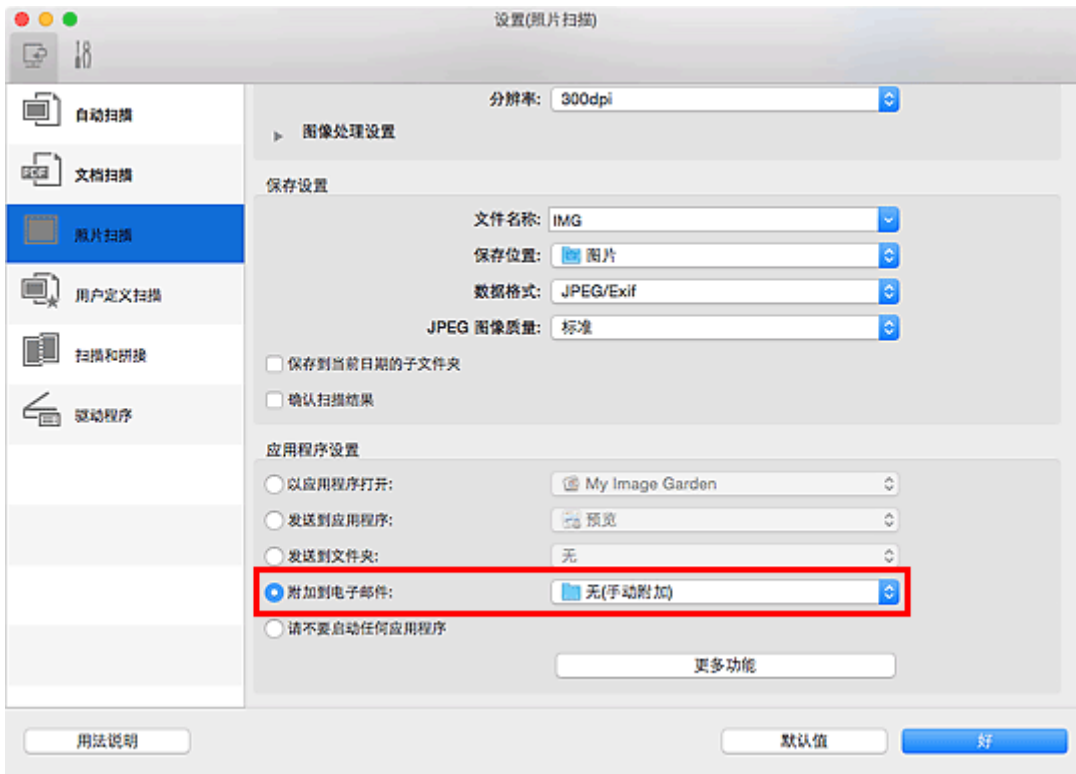 设置(照片扫描)
自动扫描
文档扫描
照片扫描
用户定义扫描
扫描和拼接
驱动程序
分辨率: 300dpi
图像处理设置
保存设置
文件名称: IMG
保存位置: 图片
数据格式: JPEG/Exif
JPEG 图像质量: 标准
保存到当前日期的子文件夹
确认扫描结果
应用程序设置
以应用程序打开: My Image Garden
发送到应用程序: 预览
发送到文件夹: 无
附加到电子邮件: 无(手动附加)
请不要启动任何应用程序
更多功能
用法说明
默认值
好